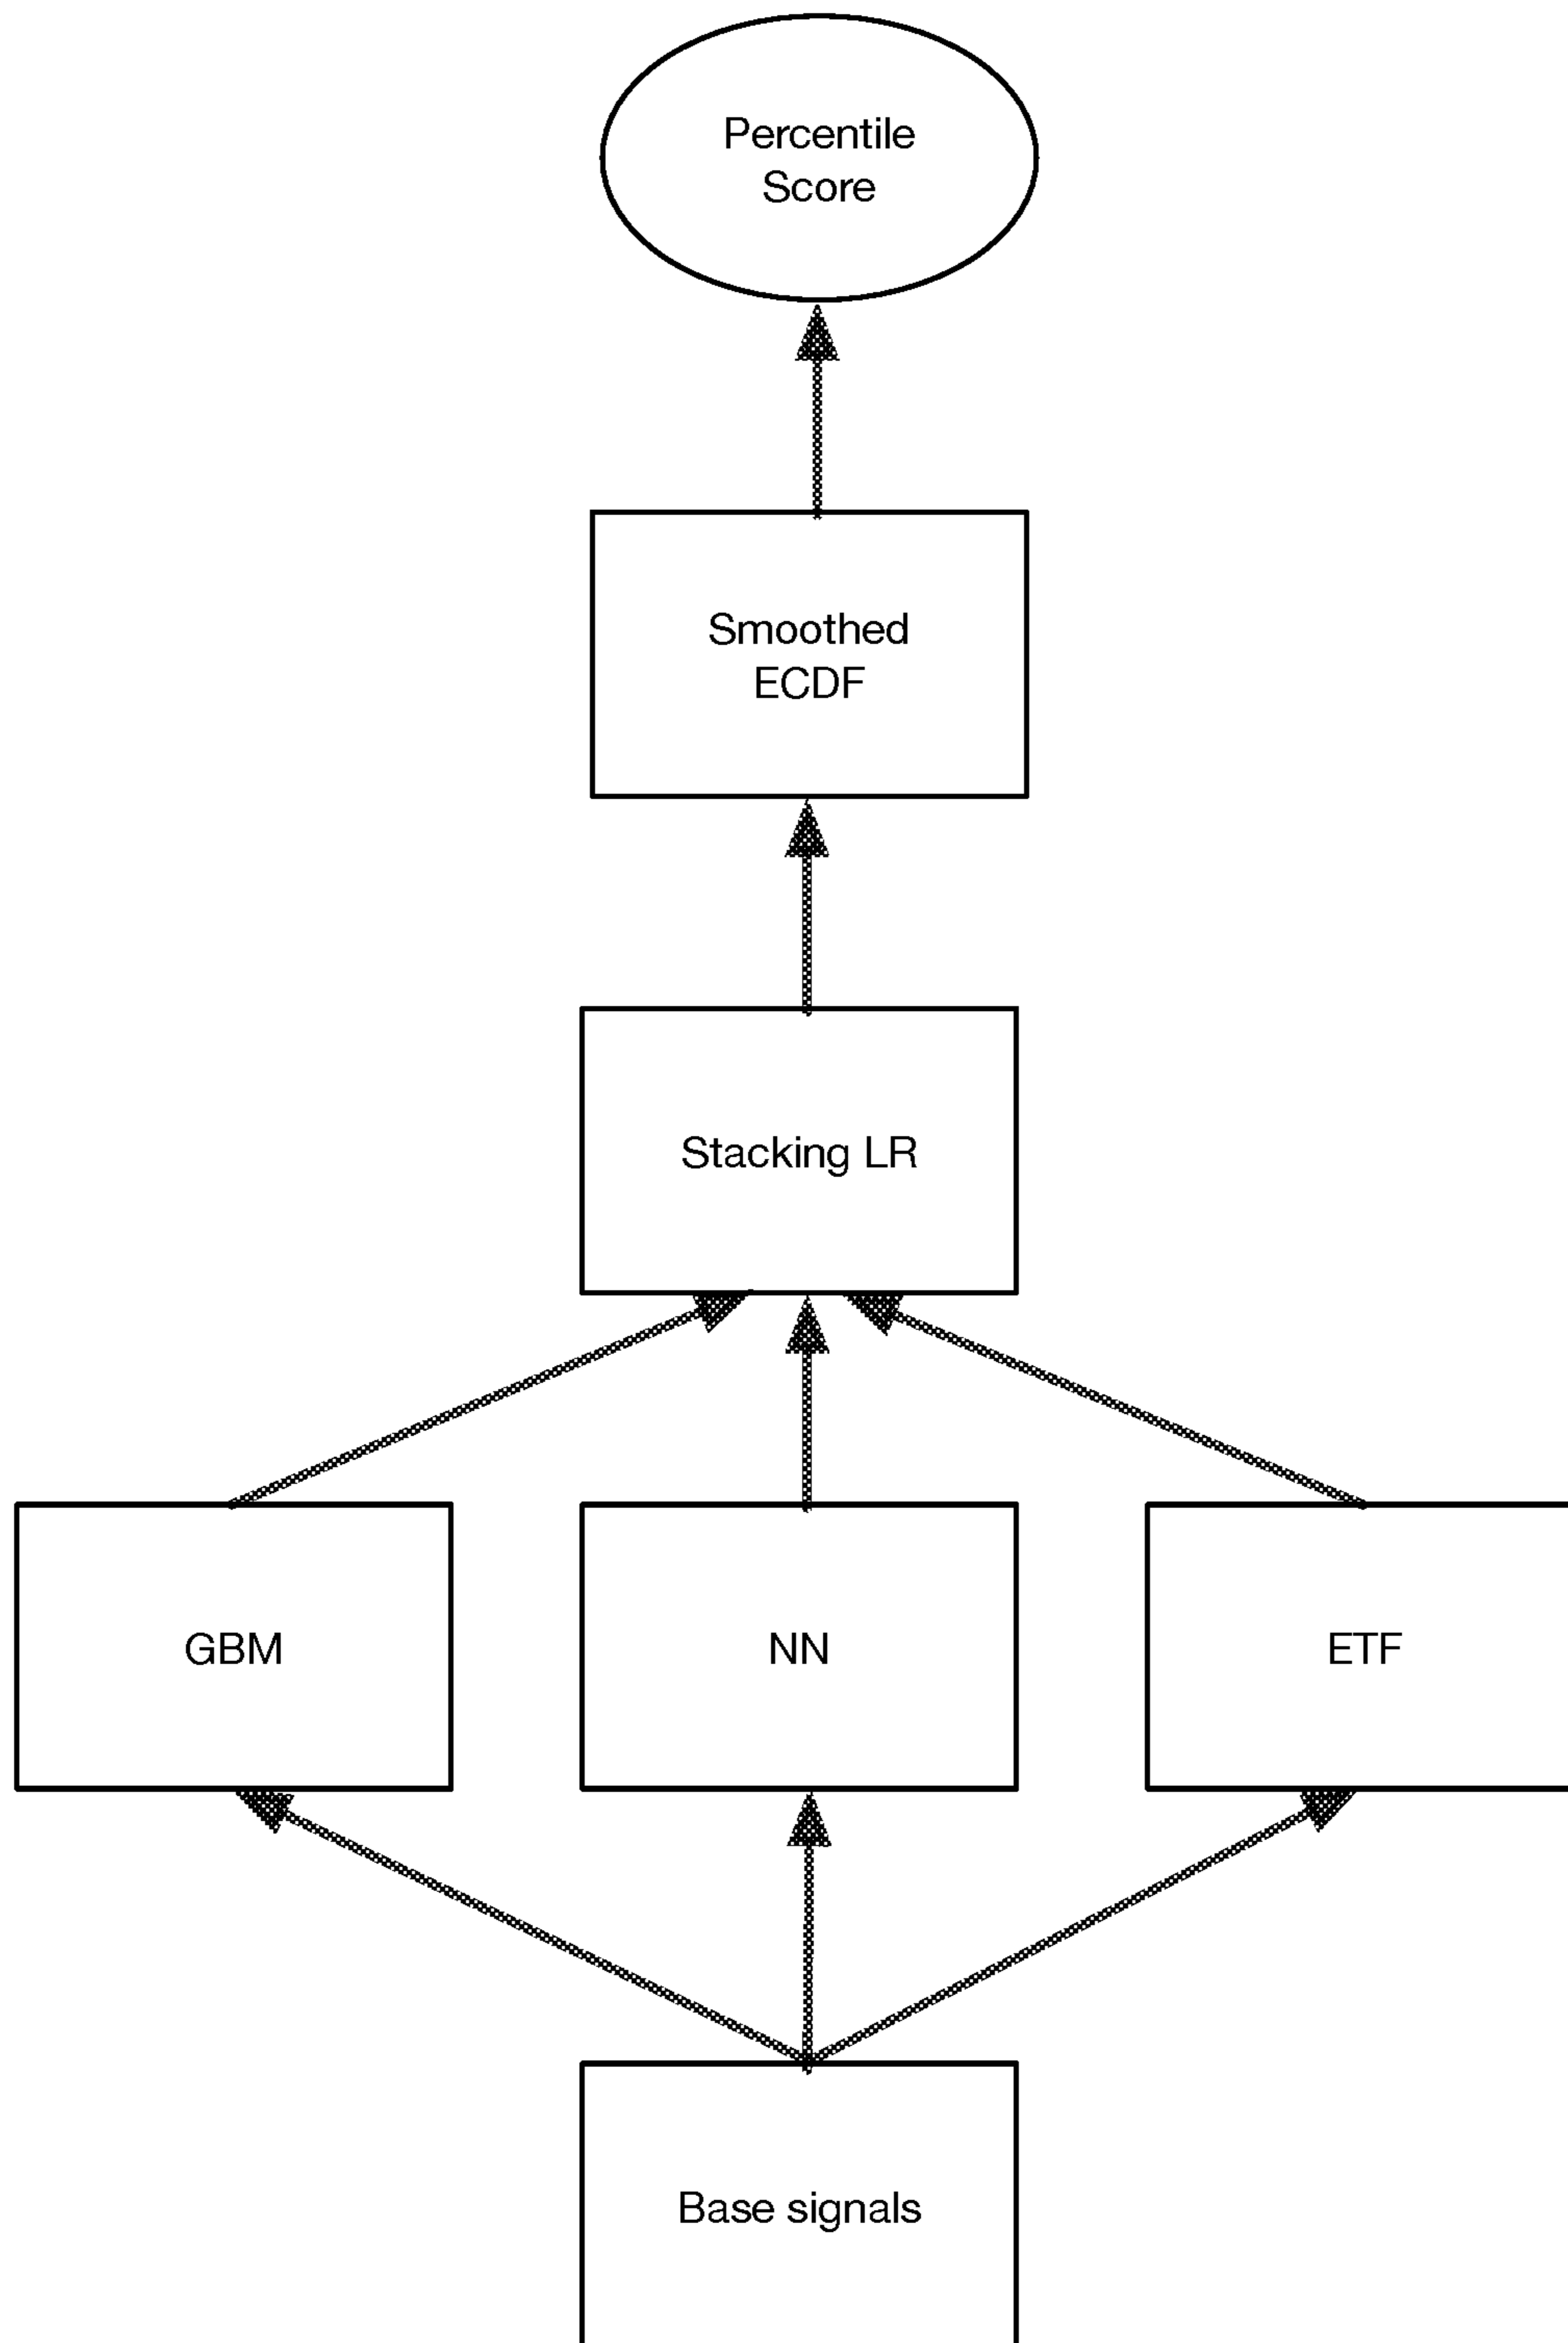 Percentile
Score
Smoothed
ECDF
Stacking LR
GBM
NN
ETF
Base signals